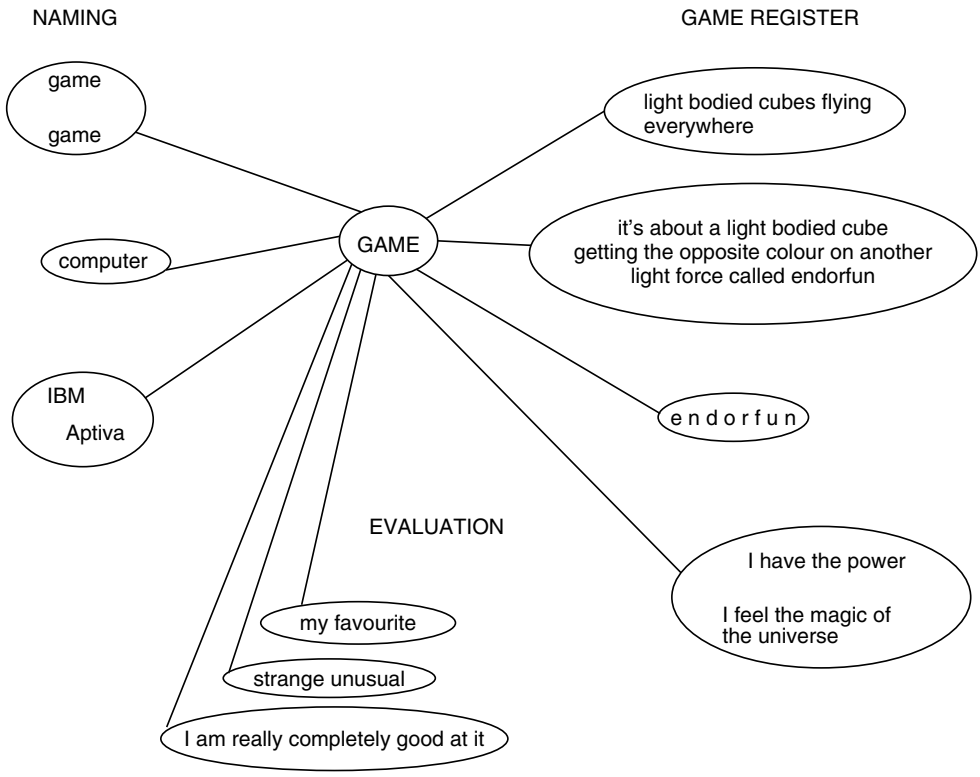 NAMING
GAME REGISTER
game
game
light bodied cubes flying
everywhere
computer
GAME
it's about a light bodied cube
getting the opposite colour on another
light force called endorfun
IBM
Aptiva
e n d o r f u n
EVALUATION
I have the power
I feel the magic of
the universe
my favourite
strange unusual
I am really completely good at it